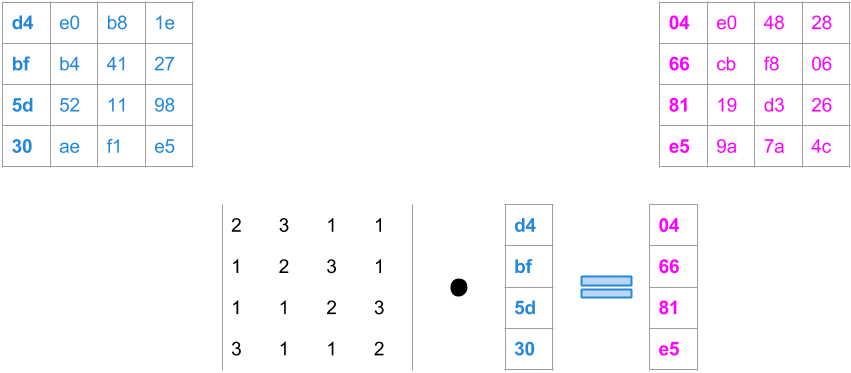 d4 e0 b8 1e 04 e0 48 28
bf b4 41 27 66 cb f8 06
5d 52 11 98 81 19 d3 26
30 ae f1 e5 e5 9a 7a 4c
2 3 1 1 d4 04
1 2 3 1 bf 66
1 1 2 3 5d 81
3 1 1 2 30 e5